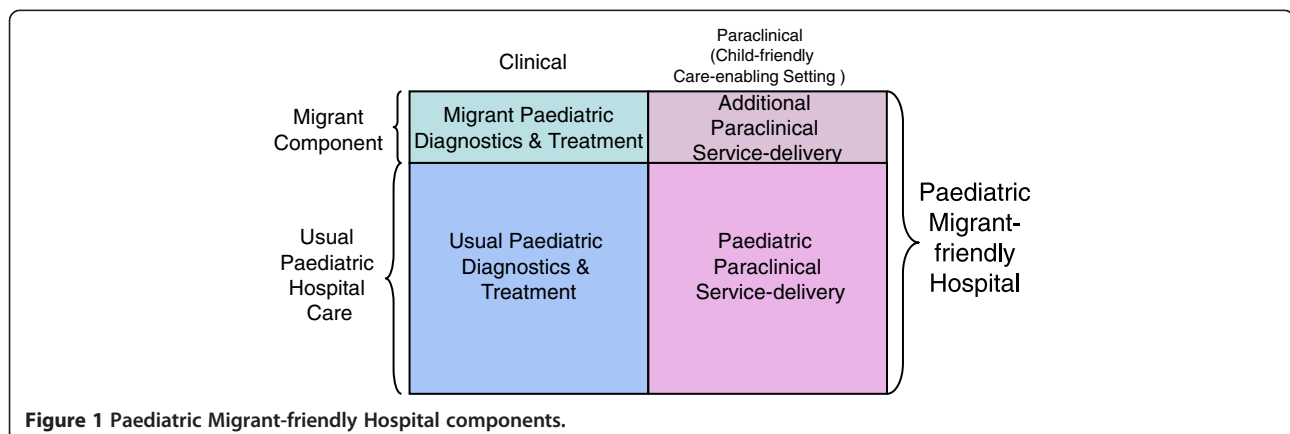 Clinical
Paraclinical
(Child-friendly
Care-enabling Setting )
Migrant
Component
Migrant Paediatric
Diagnostics & Treatment
Additional
Paraclinical
Service-delivery
Usual
Paediatric
Hospital
Care
Usual Paediatric
Diagnostics &
Treatment
Paediatric
Paraclinical
Service-delivery
Paediatric
Migrant-
friendly
Hospital
Figure 1 Paediatric Migrant-friendly Hospital components.